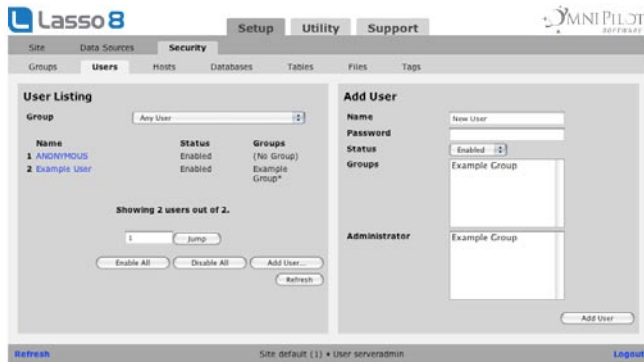 Lasso 8
Setup Utility Support
OMNIPILOT
SOFTWARE
Site Data Sources Security
Groups Users Hosts Databases Tables Files Tags
User Listing
Group Any User
Name Status Groups
1 ANONYMOUS Enabled (No Group)
2 Example User Enabled Example
Group*
Showing 2 users out of 2.
1 Jump
Enable All Disable All Add User...
Refresh
Add User
Name New User
Password
Status Enabled
Groups Example Group
Administrator Example Group
Add User
Refresh Site default (1) • User serveradmin Logout